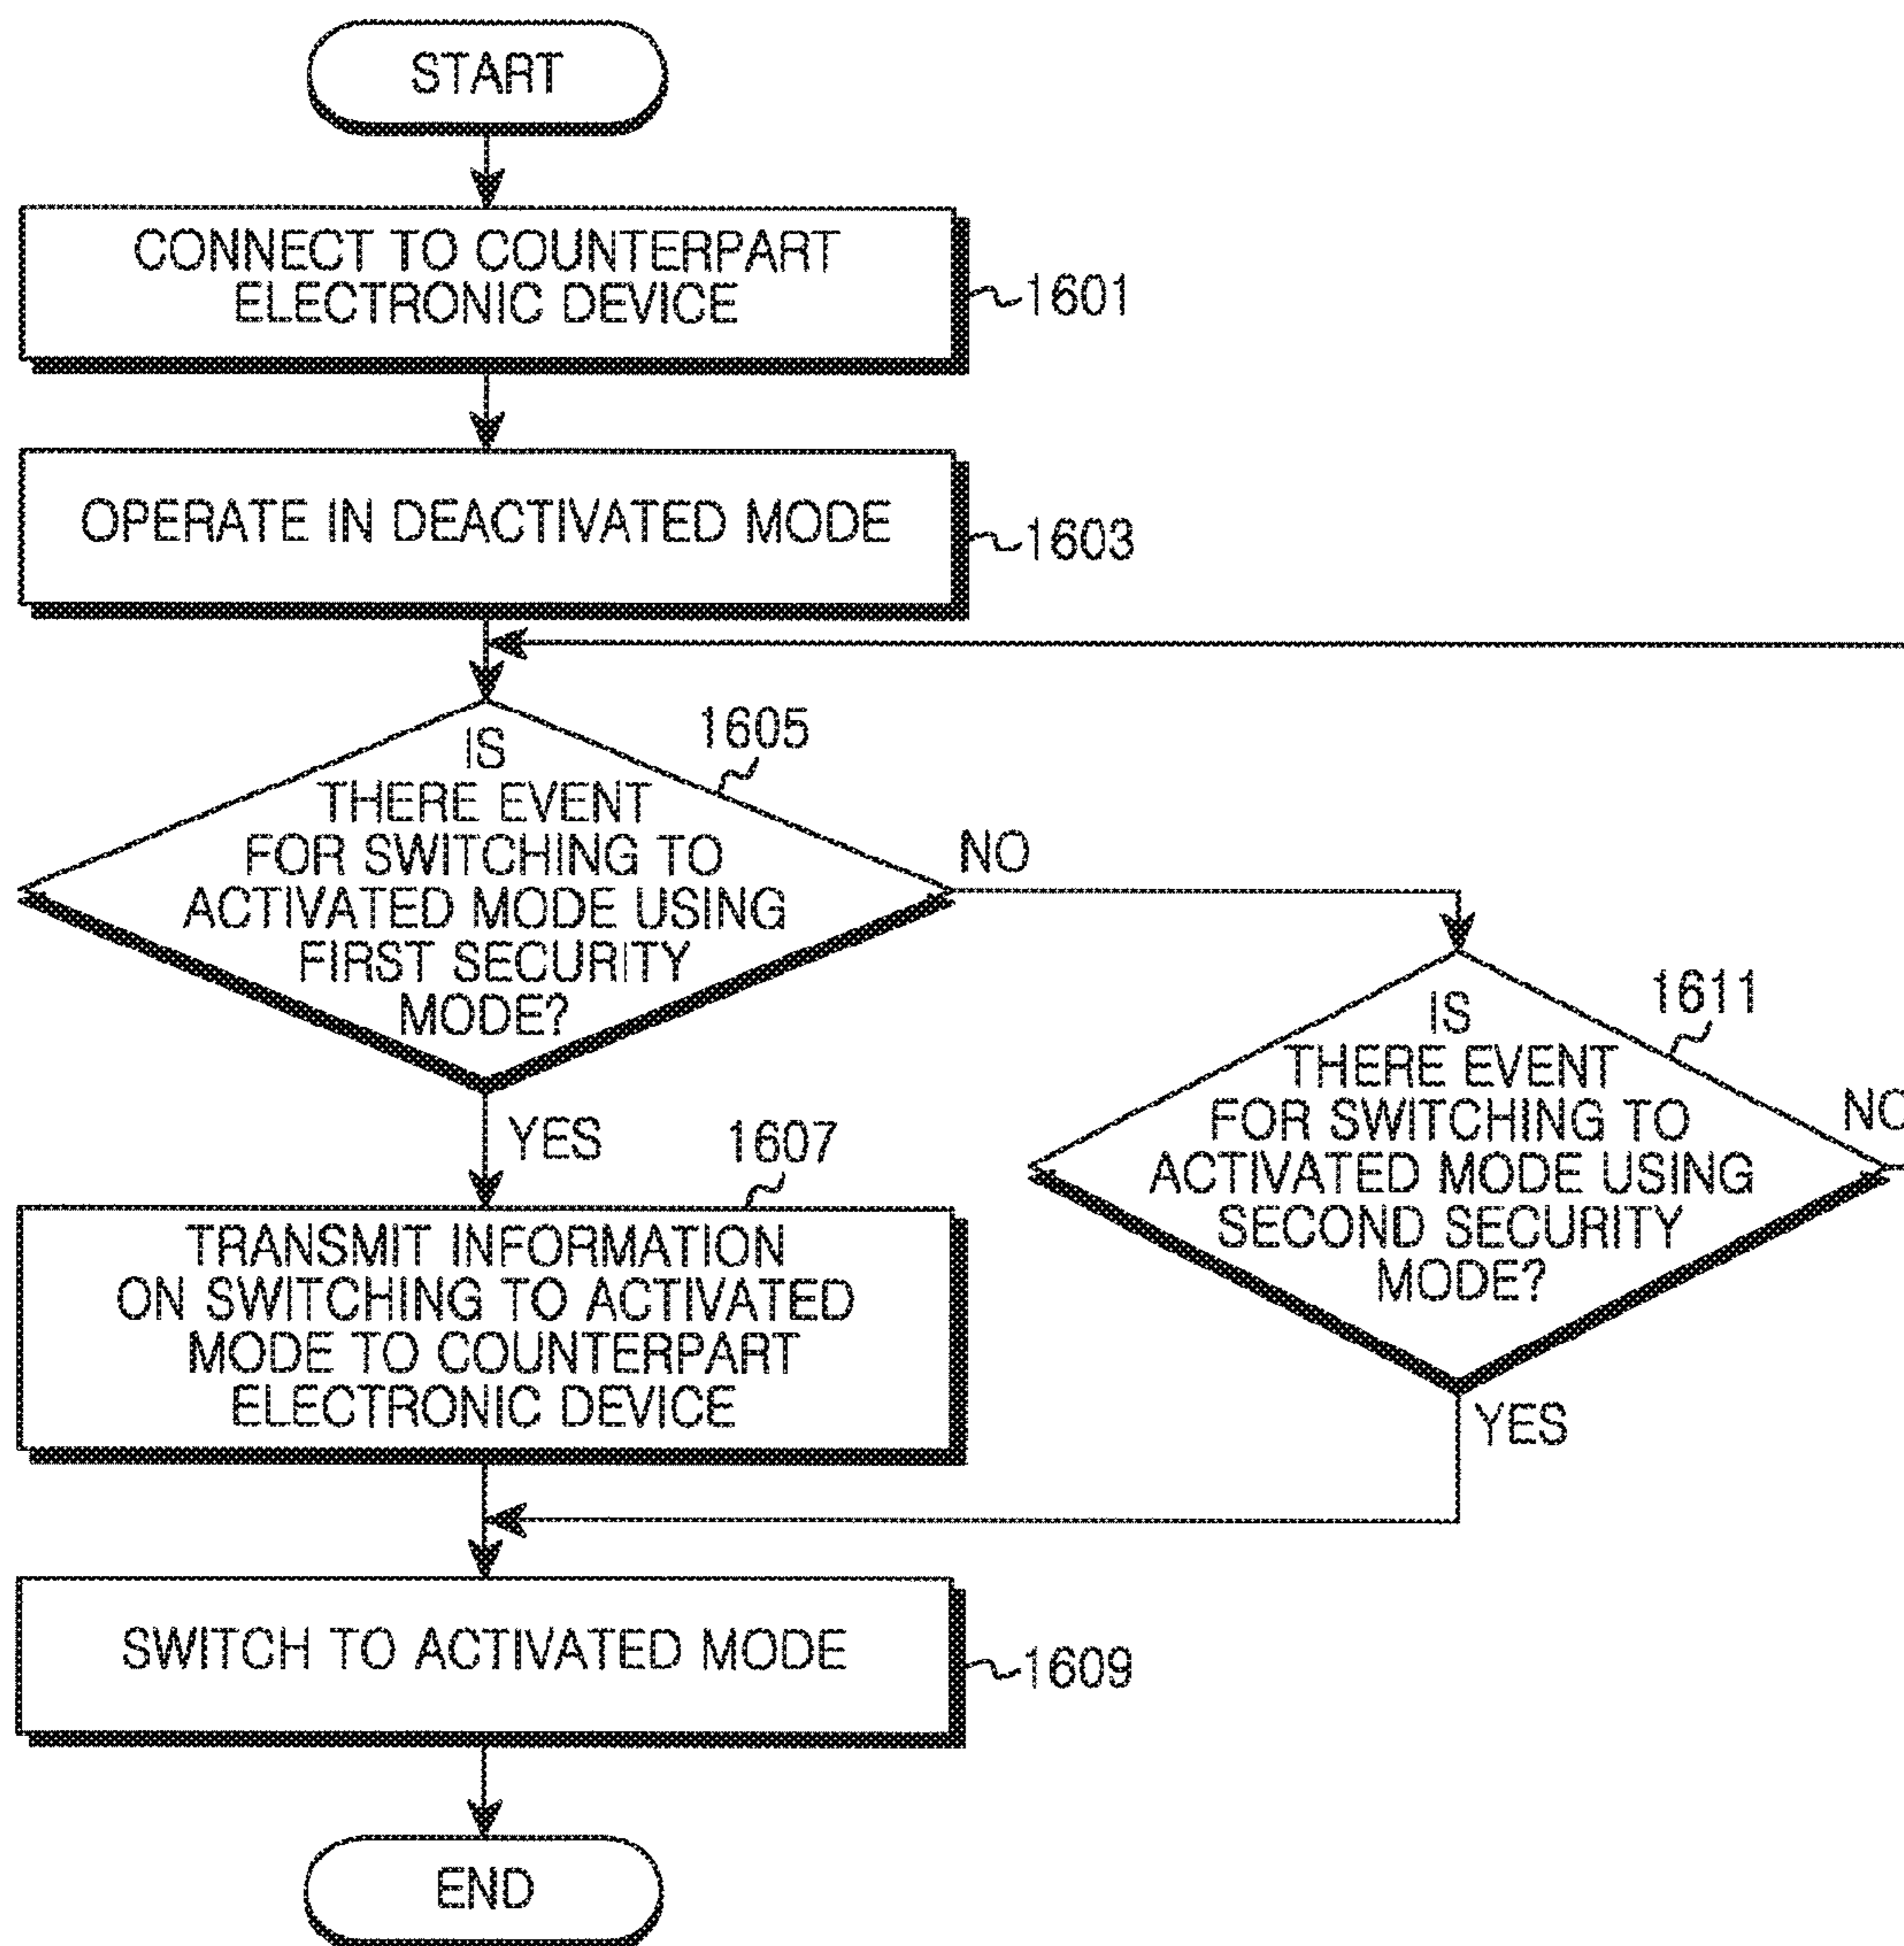 START
CONNECT TO COUNTERPART
ELECTRONIC DEVICE
1601
OPERATE IN DEACTIVATED MODE
1603
1605
IS
THERE EVENT
FOR SWITCHING TO
ACTIVATED MODE USING
FIRST SECURITY
MODE?
NO
YES
1611
IS
THERE EVENT
FOR SWITCHING TO
ACTIVATED MODE USING
SECOND SECURITY
MODE?
NO
YES
1607
TRANSMIT INFORMATION
ON SWITCHING TO ACTIVATED
MODE TO COUNTERPART
ELECTRONIC DEVICE
SWITCH TO ACTIVATED MODE
1609
END